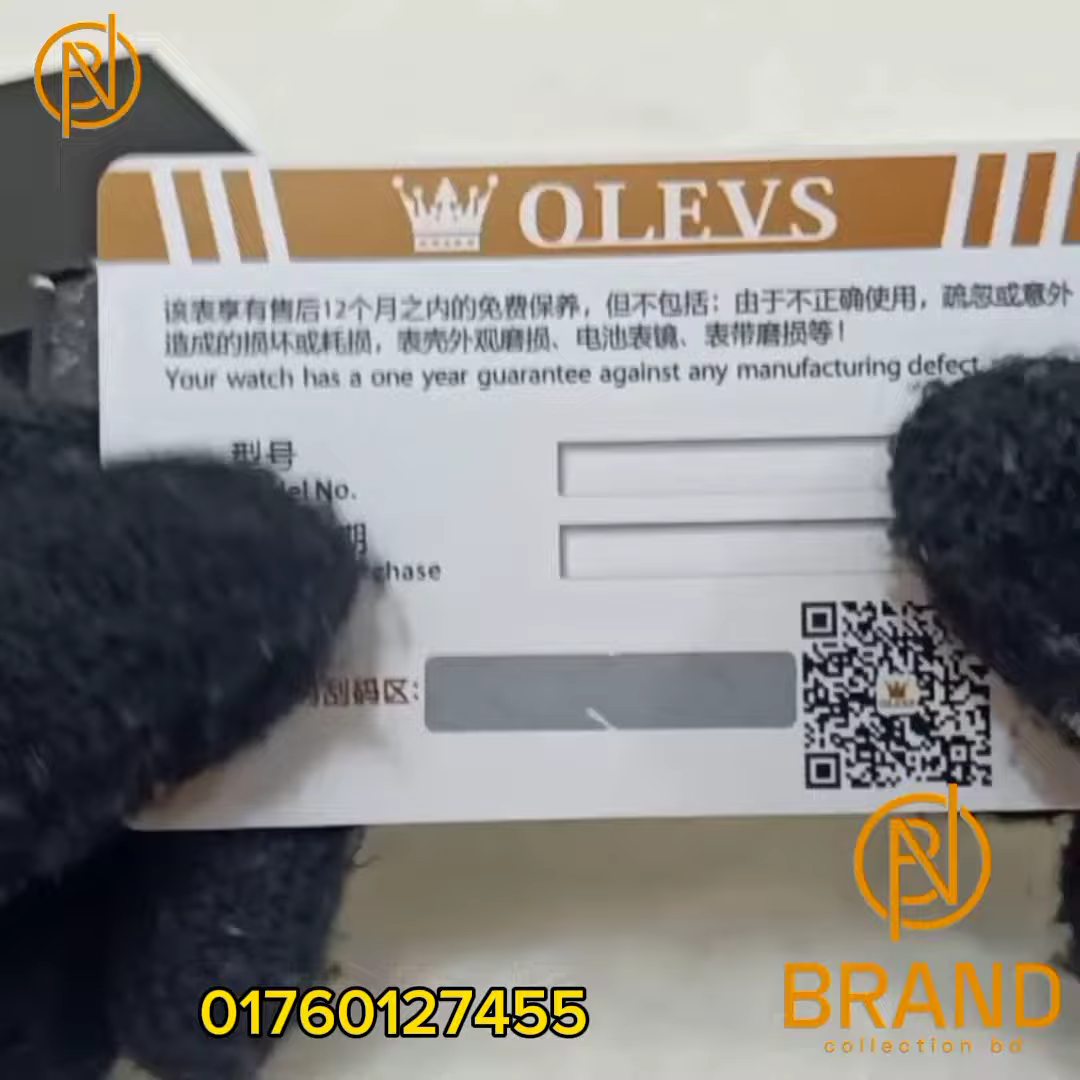 OLEVS
该表享有售后12个月之内的免费保养，但不包括：由于不正确使用，疏忽或意外
造成的损坏或耗损，表壳外观磨损、电池表镜、表带磨损等！
Your watch has a one year guarantee against any manufacturing defect
型号
No.
期
刮码区：
01760127455
BRAND
collection bd